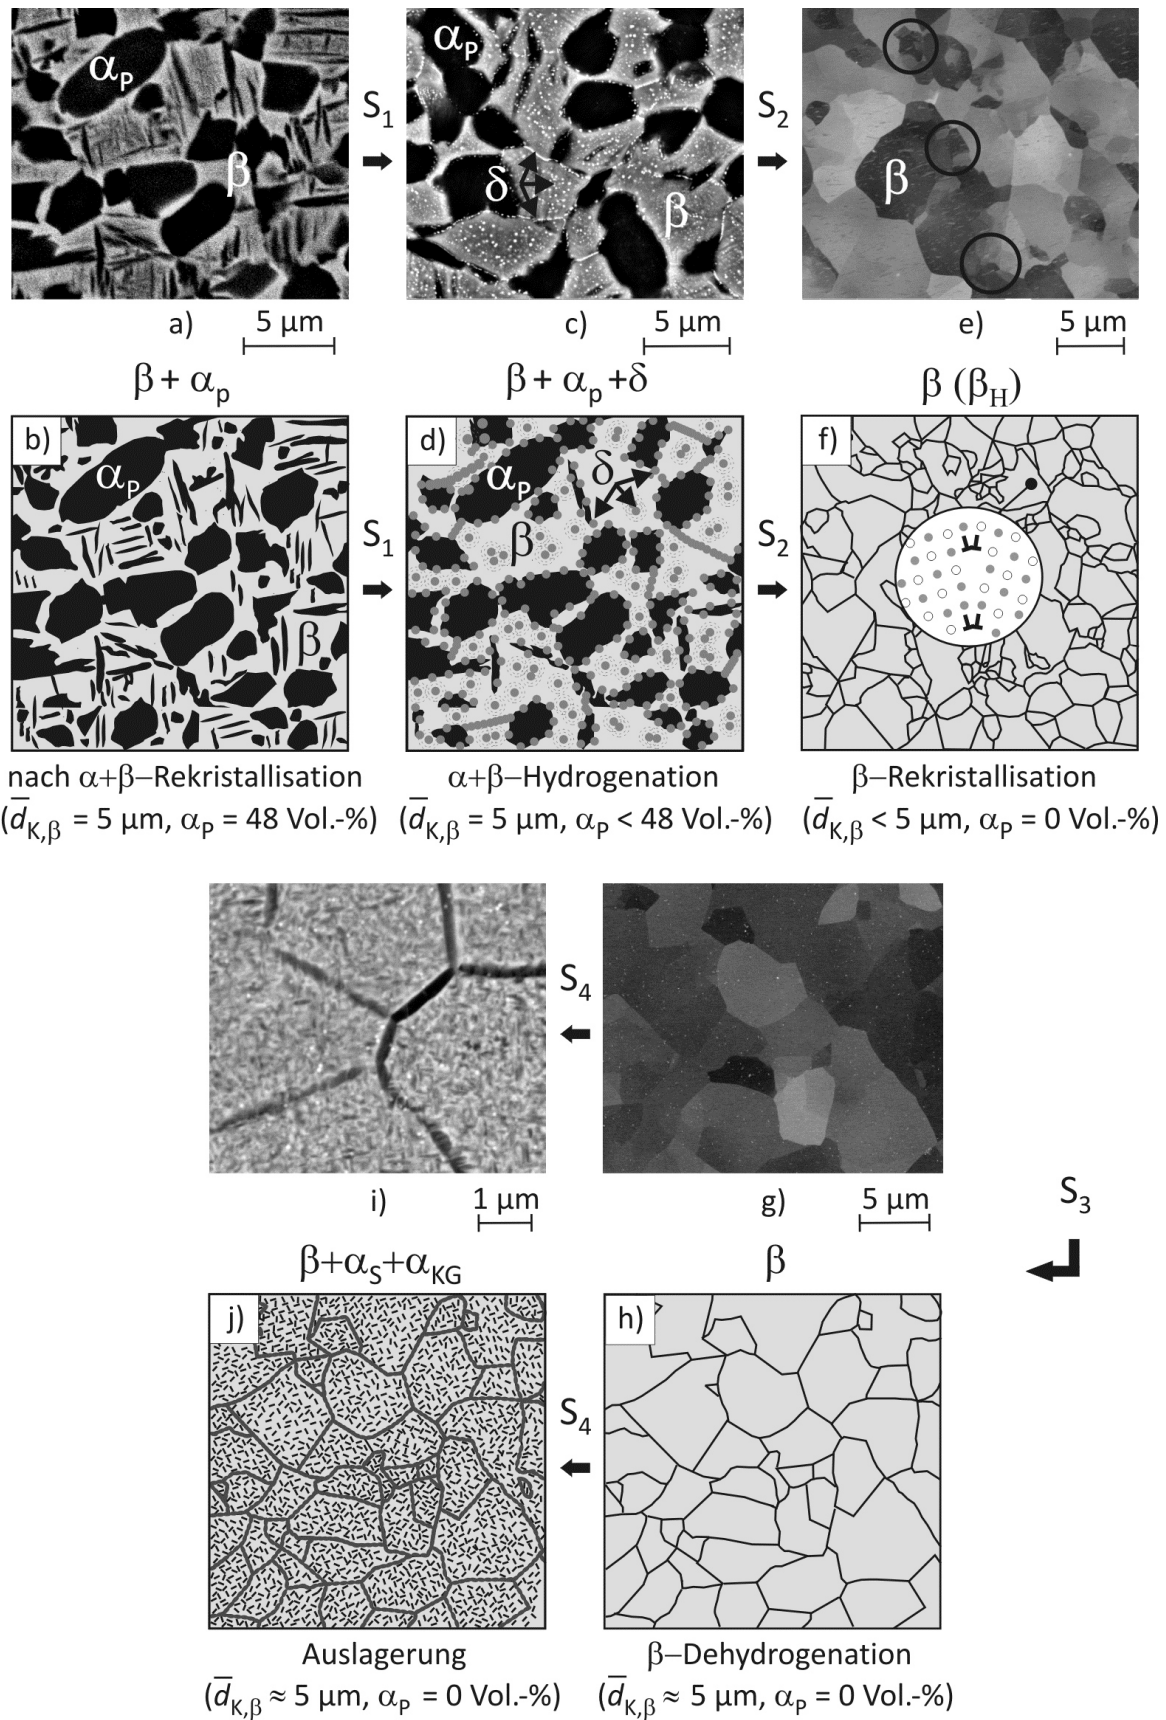 αP
β
S1
αP
δ
β
S2
β
a)
5 µm
c)
5 µm
e)
5 µm
β + αp
β + αp +δ
β (βH)
b)
αP
β
S1
d)
αP
δ
β
S2
f)
nach α+β–Rekristallisation
(d̅K,β = 5 µm, αP = 48 Vol.-%)
α+β–Hydrogenation
(d̅K,β = 5 µm, αP < 48 Vol.-%)
β–Rekristallisation
(d̅K,β < 5 µm, αP = 0 Vol.-%)
S4
i)
1 µm
g)
5 µm
S3
β+αS+αKG
β
j)
S4
h)
Auslagerung
(d̅K,β ≈ 5 µm, αP = 0 Vol.-%)
β–Dehydrogenation
(d̅K,β ≈ 5 µm, αP = 0 Vol.-%)